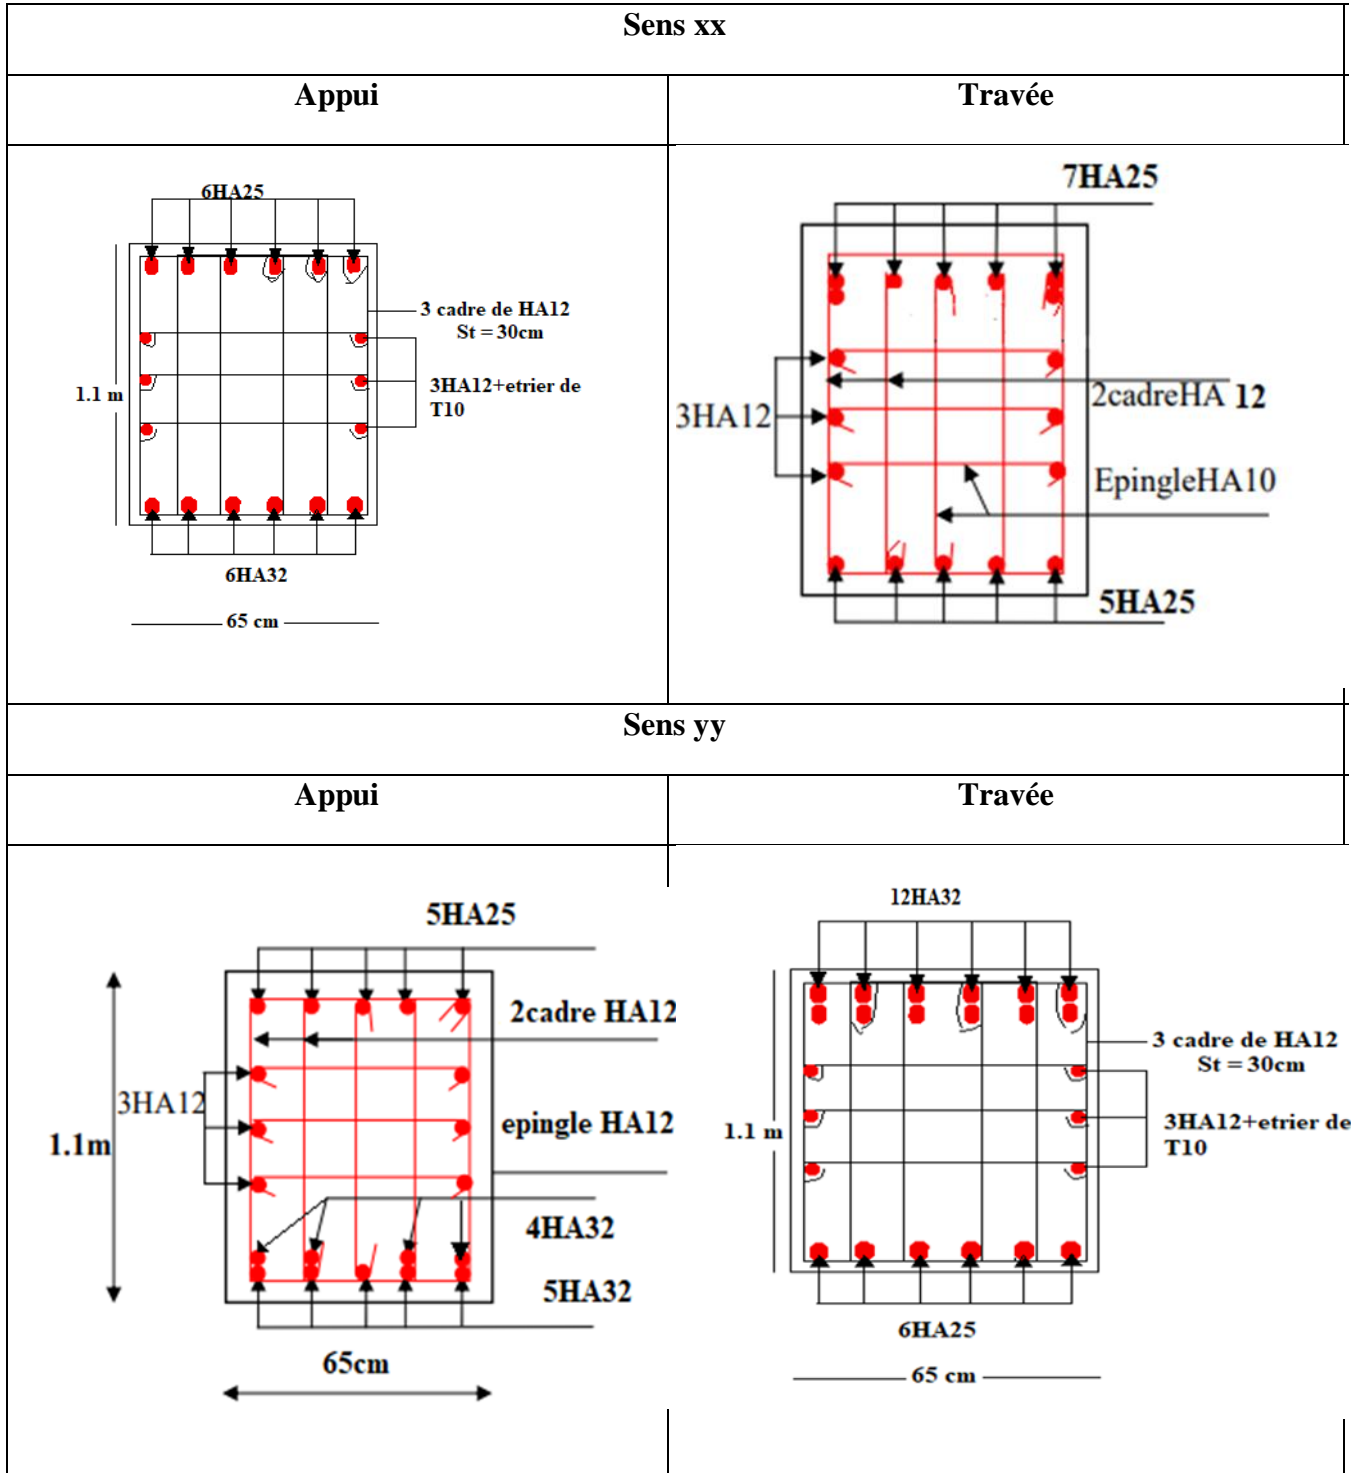 Sens xx
Appui
Travée
6HA25
3 cadre de HA12
St = 30cm
3HA12+etrier de
T10
1.1 m
6HA32
65 cm
7HA25
3HA12
2cadreHA 12
EpingleHA10
5HA25
Sens yy
Appui
Travée
5HA25
2cadre HA12
3HA12
epingle HA12
1.1m
4HA32
5HA32
65cm
12HA32
3 cadre de HA12
St = 30cm
3HA12+etrier de
T10
1.1 m
6HA25
65 cm